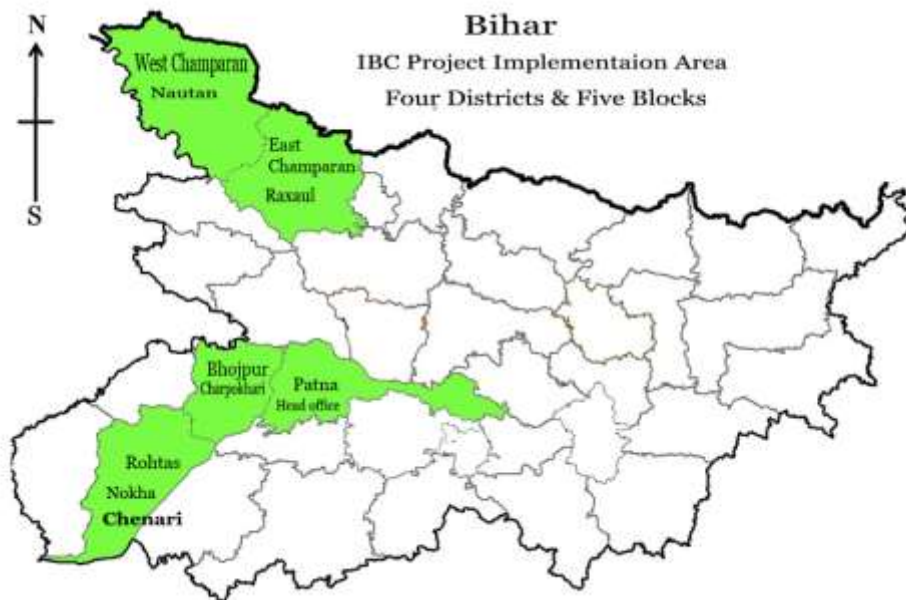 N
S
Bihar
IBC Project Implementaion Area
Four Districts & Five Blocks
West Champaran
Nautan
East
Champaran
Raxaul
Bhojpur
Charpokhari
Patna
Head office
Rohtas
Nokha
Chenari